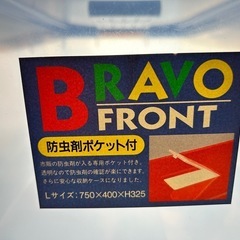 BRAVO
FRONT
防虫剤ポケット付
市販の防虫剤が入る専用ポケット付き。
透明なので防虫剤の確認が楽にできます。
さらに安心な収納ケースになりました。
Lサイズ:750×400×H325